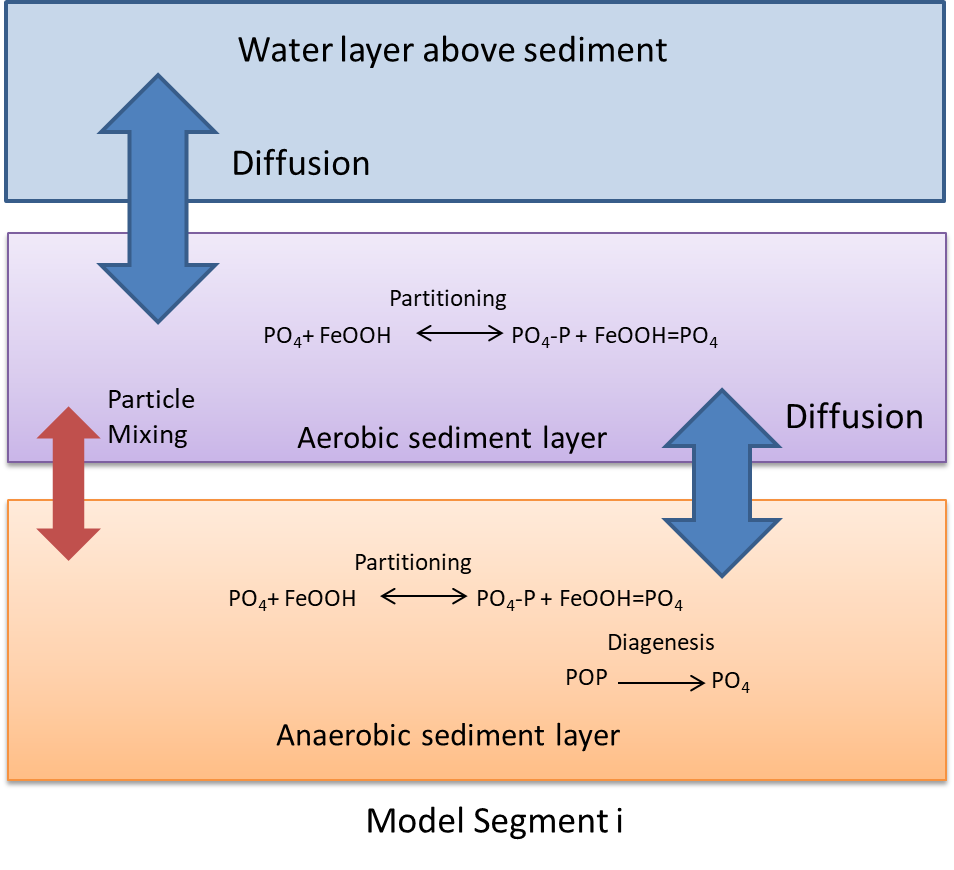 Water layer above sediment
Diffusion
Partitioning
PO₄+ FeOOH ⟷ PO₄-P + FeOOH=PO₄
Particle
Mixing
Diffusion
Aerobic sediment layer
Partitioning
PO₄+ FeOOH ⟷ PO₄-P + FeOOH=PO₄
Diagenesis
POP ⟶ PO₄
Anaerobic sediment layer
Model Segment i